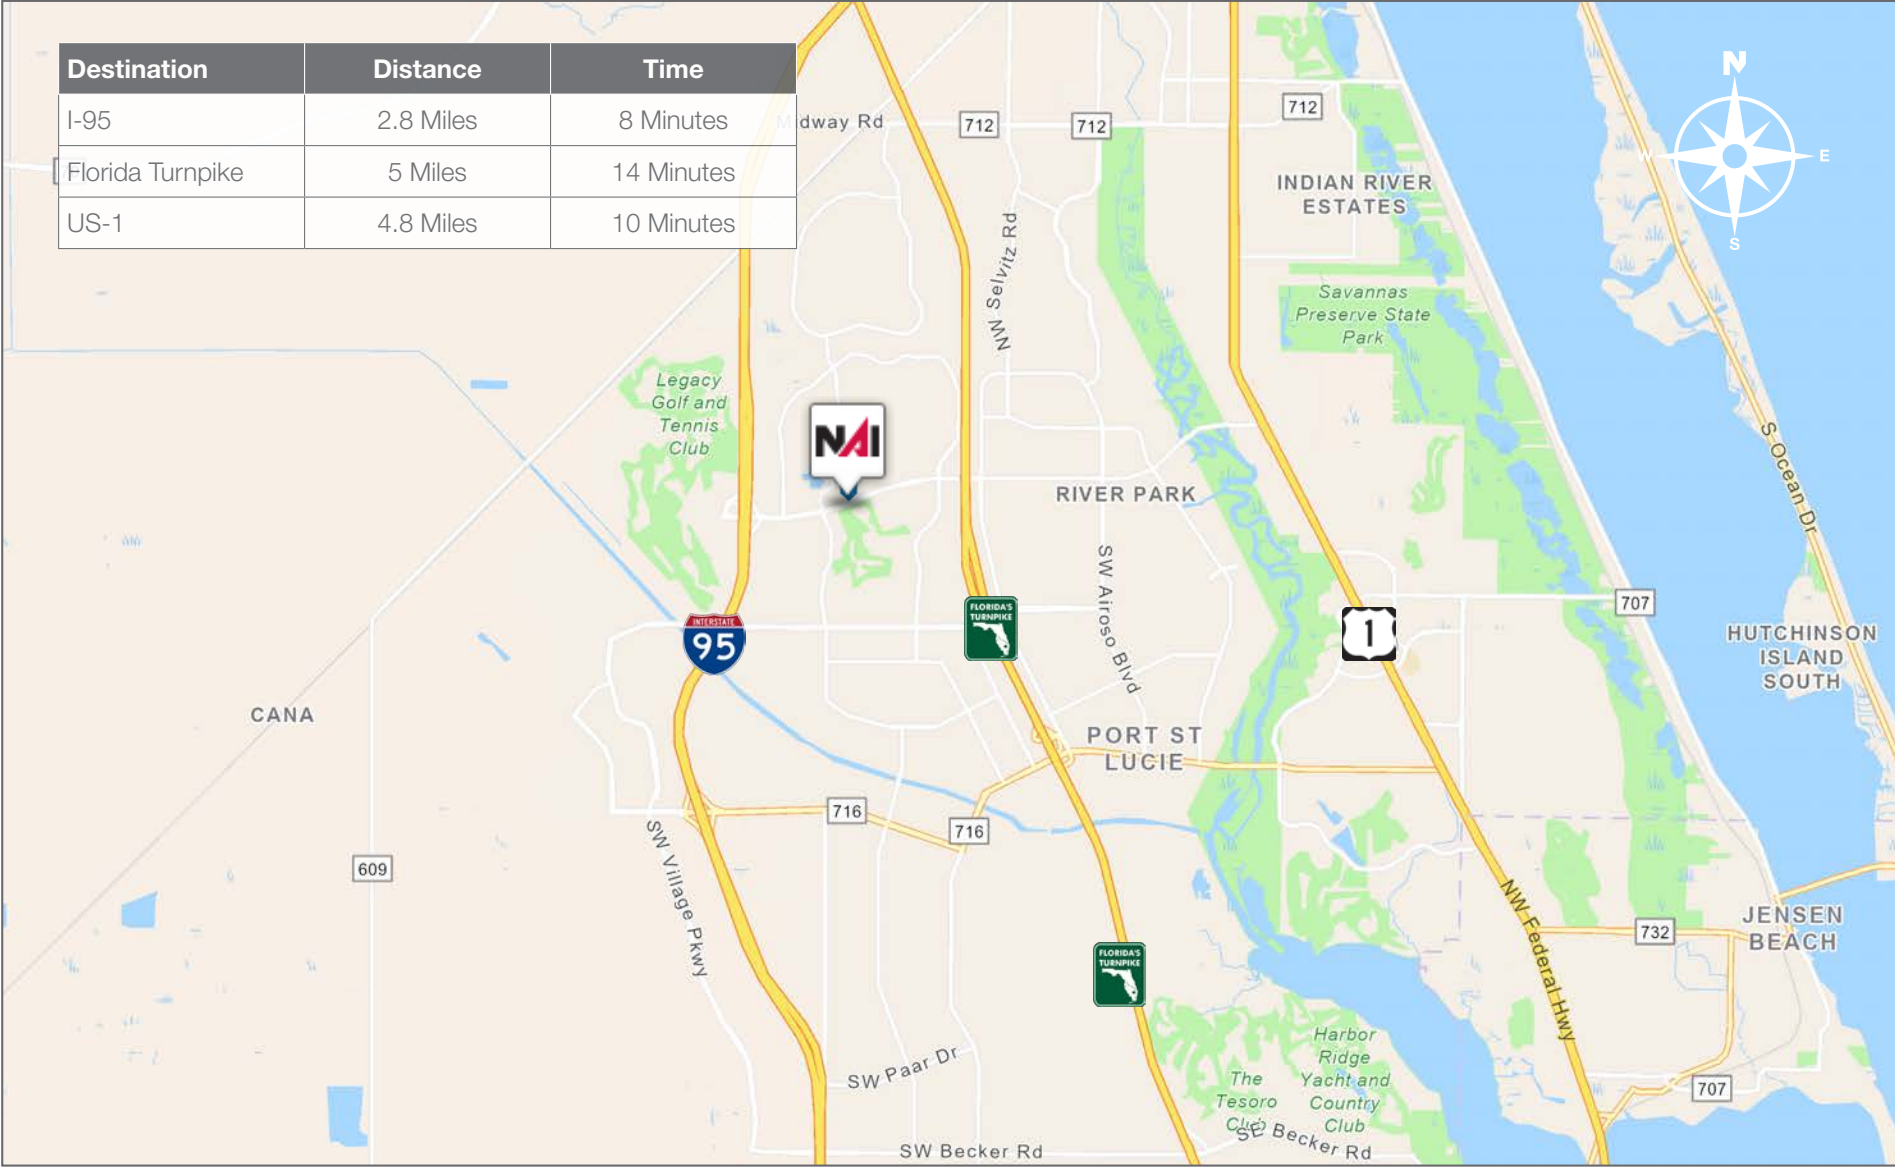 Destination Distance Time
I-95 2.8 Miles 8 Minutes
Florida Turnpike 5 Miles 14 Minutes
US-1 4.8 Miles 10 Minutes
N
W E
S
712
712
712
INDIAN RIVER
ESTATES
NW Selvitz Rd
Savannas
Preserve State
Park
Legacy
Golf and
Tennis
Club
NAI
S Ocean Dr
RIVER PARK
SW Airoso Blvd
FLORIDA'S
TURNPIKE
INTERSTATE
95
1
707
HUTCHINSON
ISLAND
SOUTH
CANA
PORT ST
LUCIE
716
716
609
SW Village Pkwy
NW Federal Hwy
732
JENSEN
BEACH
FLORIDA'S
TURNPIKE
SW Paar Dr
Harbor
Ridge
Yacht and
Country
Club
The
Tesoro
Club
707
SE Becker Rd
SW Becker Rd